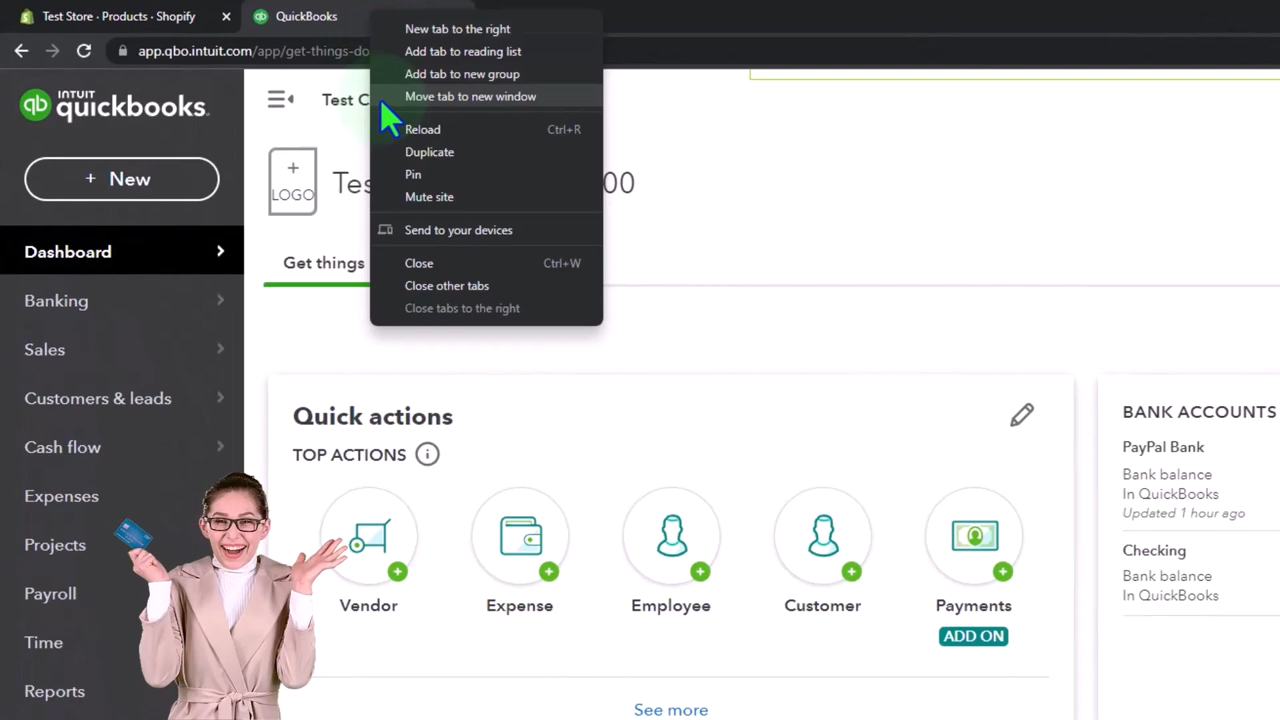 Test Store · Products · Shopify
QuickBooks
app.qbo.intuit.com/app/get-things-do
New tab to the right
Add tab to reading list
Add tab to new group
Move tab to new window
Reload Ctrl+R
Duplicate
Pin
Mute site
Send to your devices
Close Ctrl+W
Close other tabs
Close tabs to the right
qb INTUIT
quickbooks.
+ New
Dashboard
Banking
Sales
Customers & leads
Cash flow
Expenses
Projects
Payroll
Time
Reports
Test C
+
LOGO
Tes
00
Get things
Quick actions
TOP ACTIONS i
Vendor
Expense
Employee
Customer
Payments
ADD ON
See more
BANK ACCOUNTS
PayPal Bank
Bank balance
In QuickBooks
Updated 1 hour ago
Checking
Bank balance
In QuickBooks